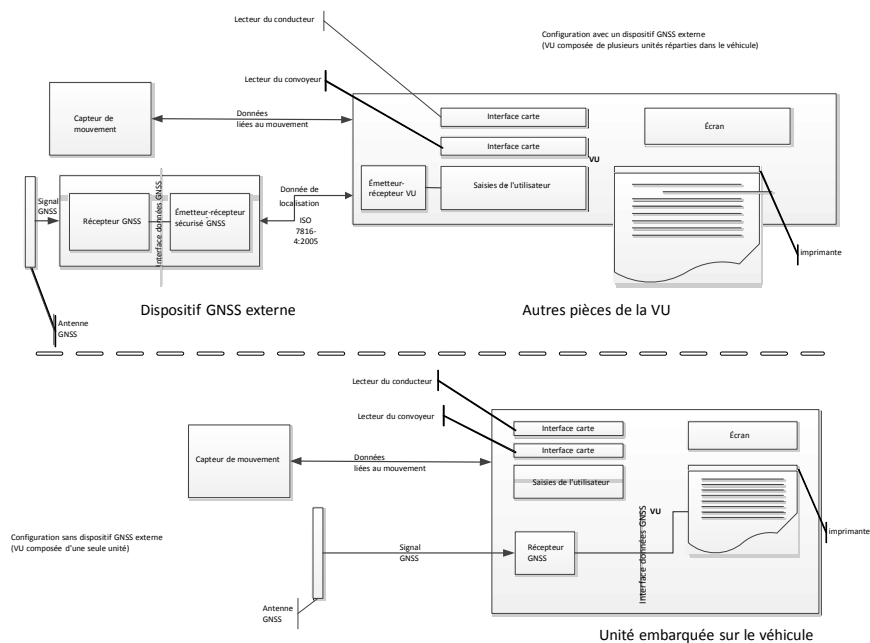 Lecteur du conducteur
Configuration avec un dispositif GNSS externe
(VU composée de plusieurs unités réparties dans le véhicule)
Lecteur du convoyeur
Capteur de
mouvement
Données
liées au mouvement
Interface carte
Écran
Interface carte
VU
Émetteur-
récepteur VU
Saisies de l'utilisateur
Signal
GNSS
Récepteur GNSS
Interface données GNSS
Émetteur-récepteur
sécurisé GNSS
Donnée de
localisation
ISO
7816-
4:2005
imprimante
Dispositif GNSS externe
Autres pièces de la VU
Antenne
GNSS
Lecteur du conducteur
Lecteur du convoyeur
Interface carte
Écran
Interface carte
Capteur de mouvement
Données
liées au mouvement
Saisies de l'utilisateur
VU
Interface données GNSS
imprimante
Configuration sans dispositif GNSS externe
(VU composée d'une seule unité)
Signal
GNSS
Récepteur
GNSS
Antenne
GNSS
Unité embarquée sur le véhicule